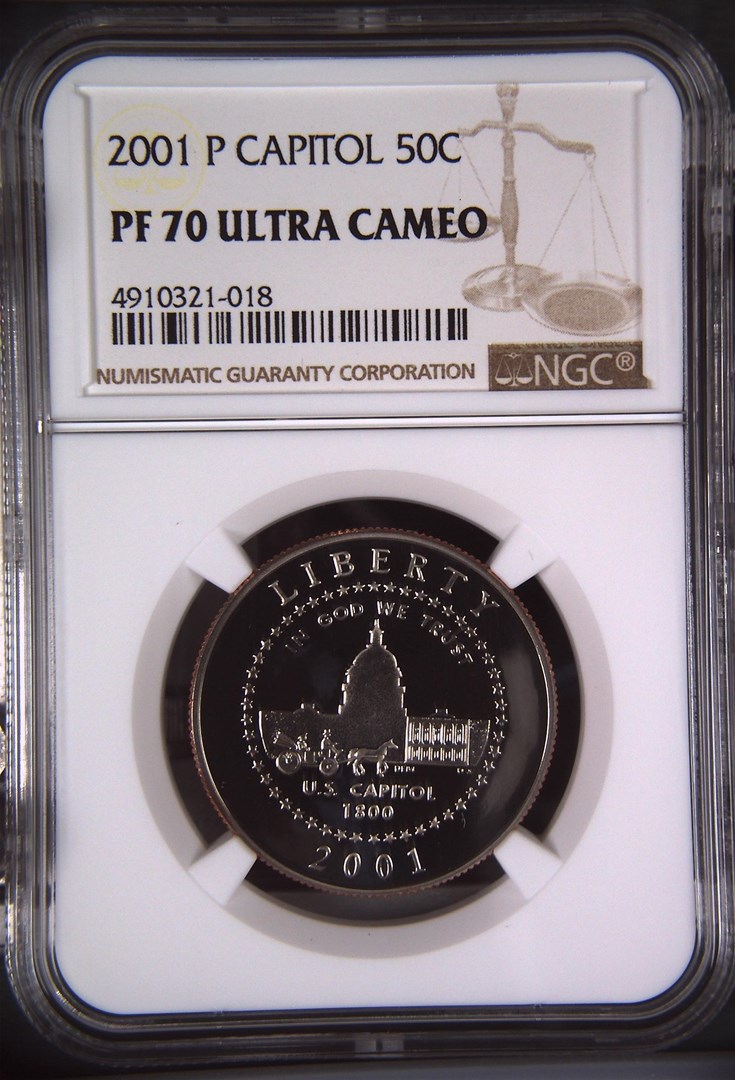 2001 P CAPITOL 50C
PF 70 ULTRA CAMEO
4910321-018
NUMISMATIC GUARANTY CORPORATION
NGC®
LIBERTY
IN GOD WE TRUST
U.S. CAPITOL
1800
2001